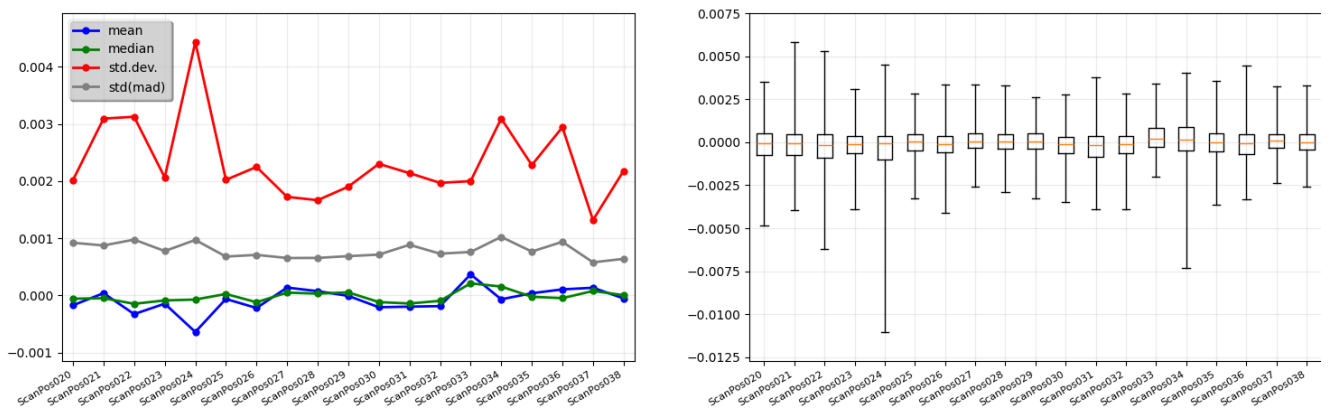 mean
median
std.dev.
std(mad)
0.004
0.003
0.002
0.001
0.000
−0.001
ScanPos020
ScanPos021
ScanPos022
ScanPos023
ScanPos024
ScanPos025
ScanPos026
ScanPos027
ScanPos028
ScanPos029
ScanPos030
ScanPos031
ScanPos032
ScanPos033
ScanPos034
ScanPos035
ScanPos036
ScanPos037
ScanPos038
0.0075
0.0050
0.0025
0.0000
−0.0025
−0.0050
−0.0075
−0.0100
−0.0125
ScanPos020
ScanPos021
ScanPos022
ScanPos023
ScanPos024
ScanPos025
ScanPos026
ScanPos027
ScanPos028
ScanPos029
ScanPos030
ScanPos031
ScanPos032
ScanPos033
ScanPos034
ScanPos035
ScanPos036
ScanPos037
ScanPos038